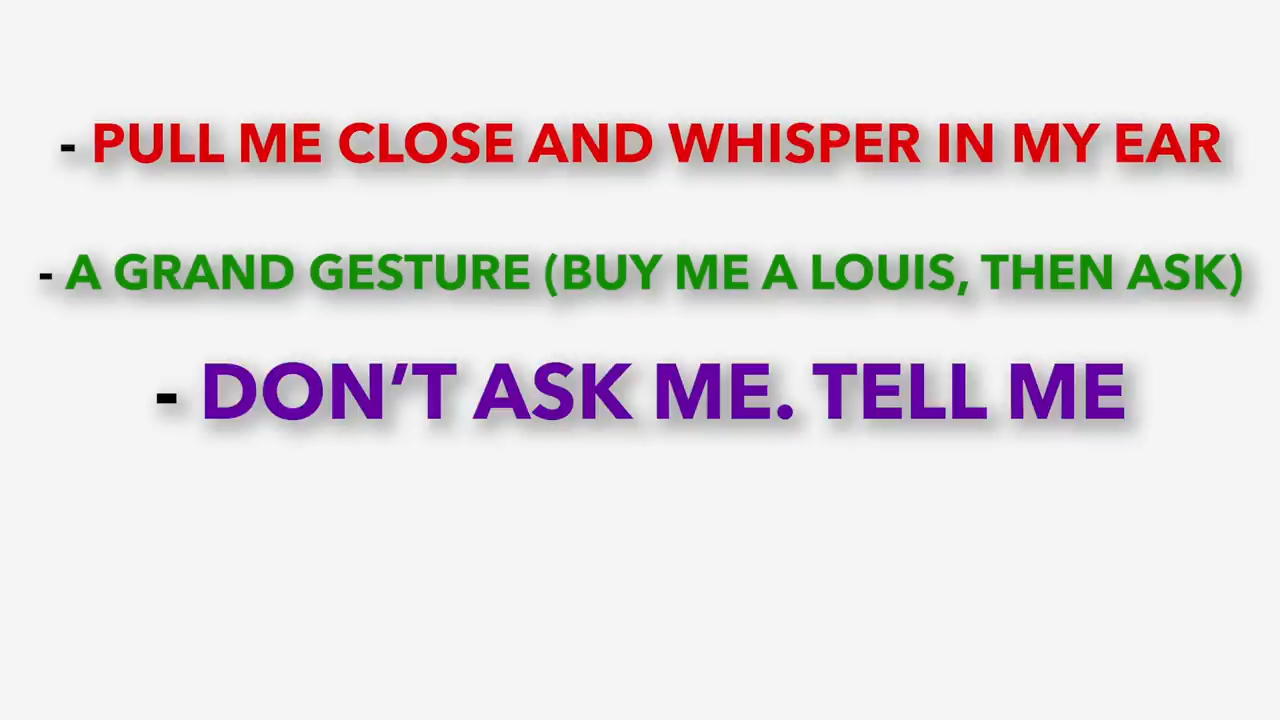 - PULL ME CLOSE AND WHISPER IN MY EAR
- A GRAND GESTURE (BUY ME A LOUIS, THEN ASK)
- DON’T ASK ME. TELL ME